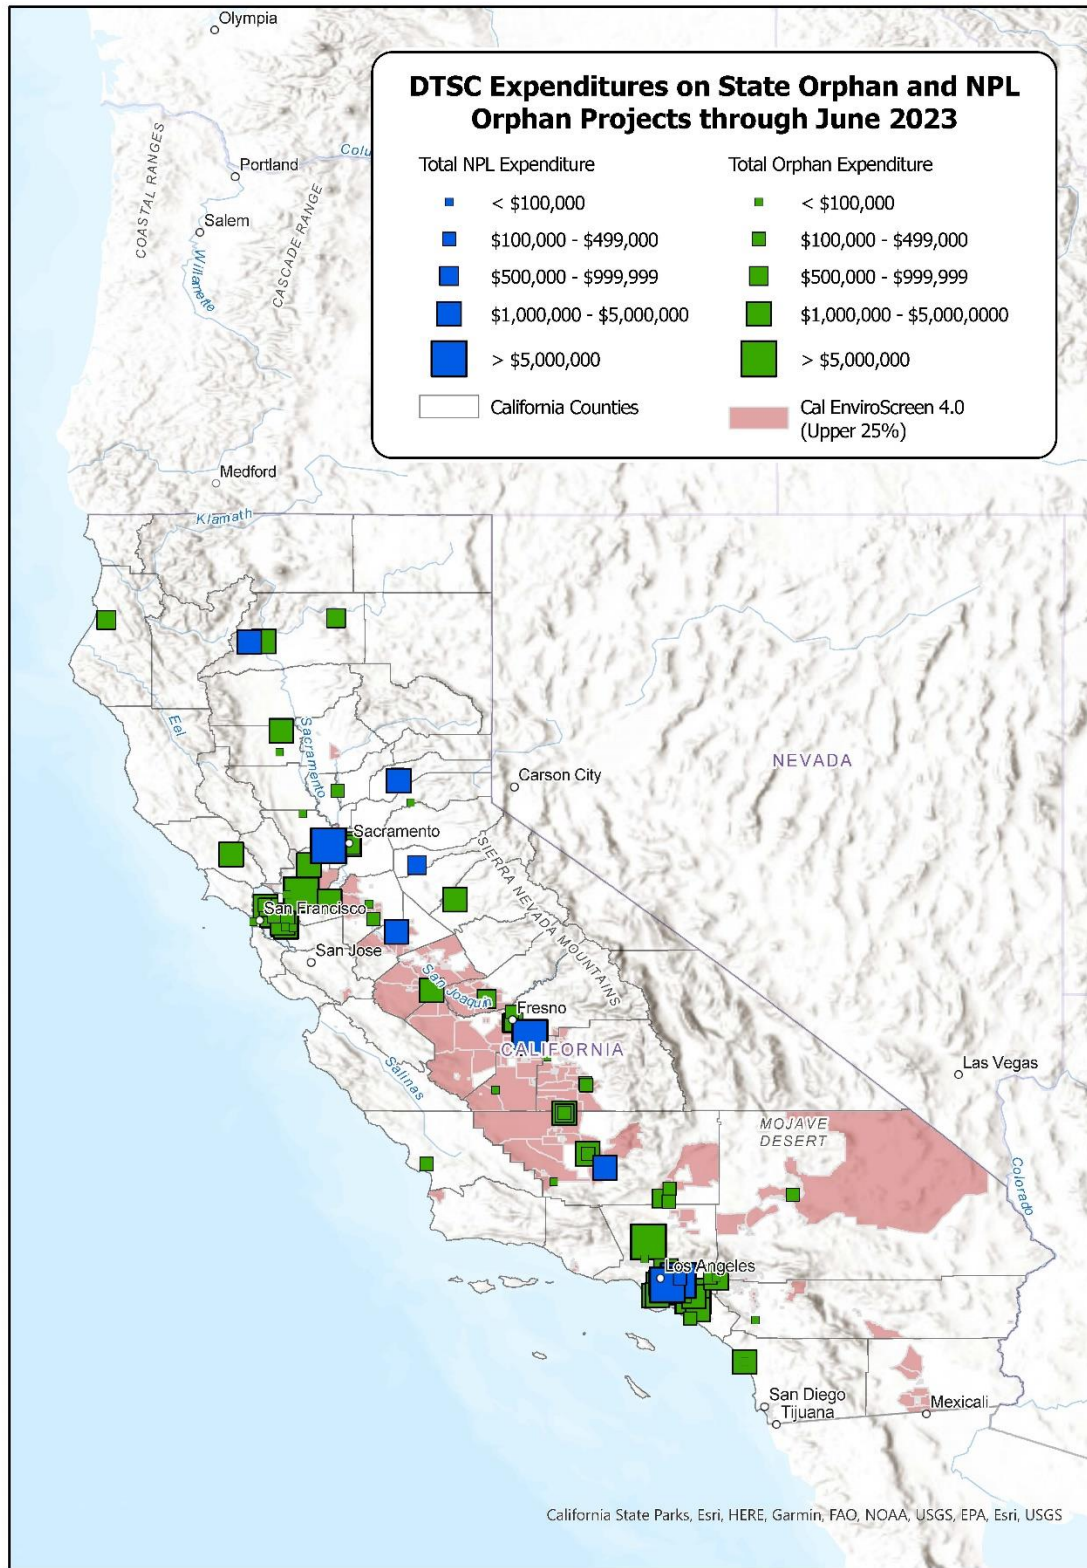 Olympia
DTSC Expenditures on State Orphan and NPL
Orphan Projects through June 2023
Total NPL Expenditure
< $100,000
$100,000 - $499,000
$500,000 - $999,999
$1,000,000 - $5,000,000
> $5,000,000
California Counties
Total Orphan Expenditure
< $100,000
$100,000 - $499,000
$500,000 - $999,999
$1,000,000 - $5,000,0000
> $5,000,000
Cal EnviroScreen 4.0
(Upper 25%)
COASTAL RANGES
Portland
Salem
Willamette
CASCADE RANGE
Medford
Klamath
Eel
Sacramento
Carson City
NEVADA
Sacramento
SIERRA NEVADA MOUNTAINS
San Francisco
San Jose
San Joaquin
Fresno
CALIFORNIA
Las Vegas
Salinas
MOJAVE
DESERT
Colorado
Los Angeles
San Diego
Tijuana
Mexicali
California State Parks, Esri, HERE, Garmin, FAO, NOAA, USGS, EPA, Esri, USGS